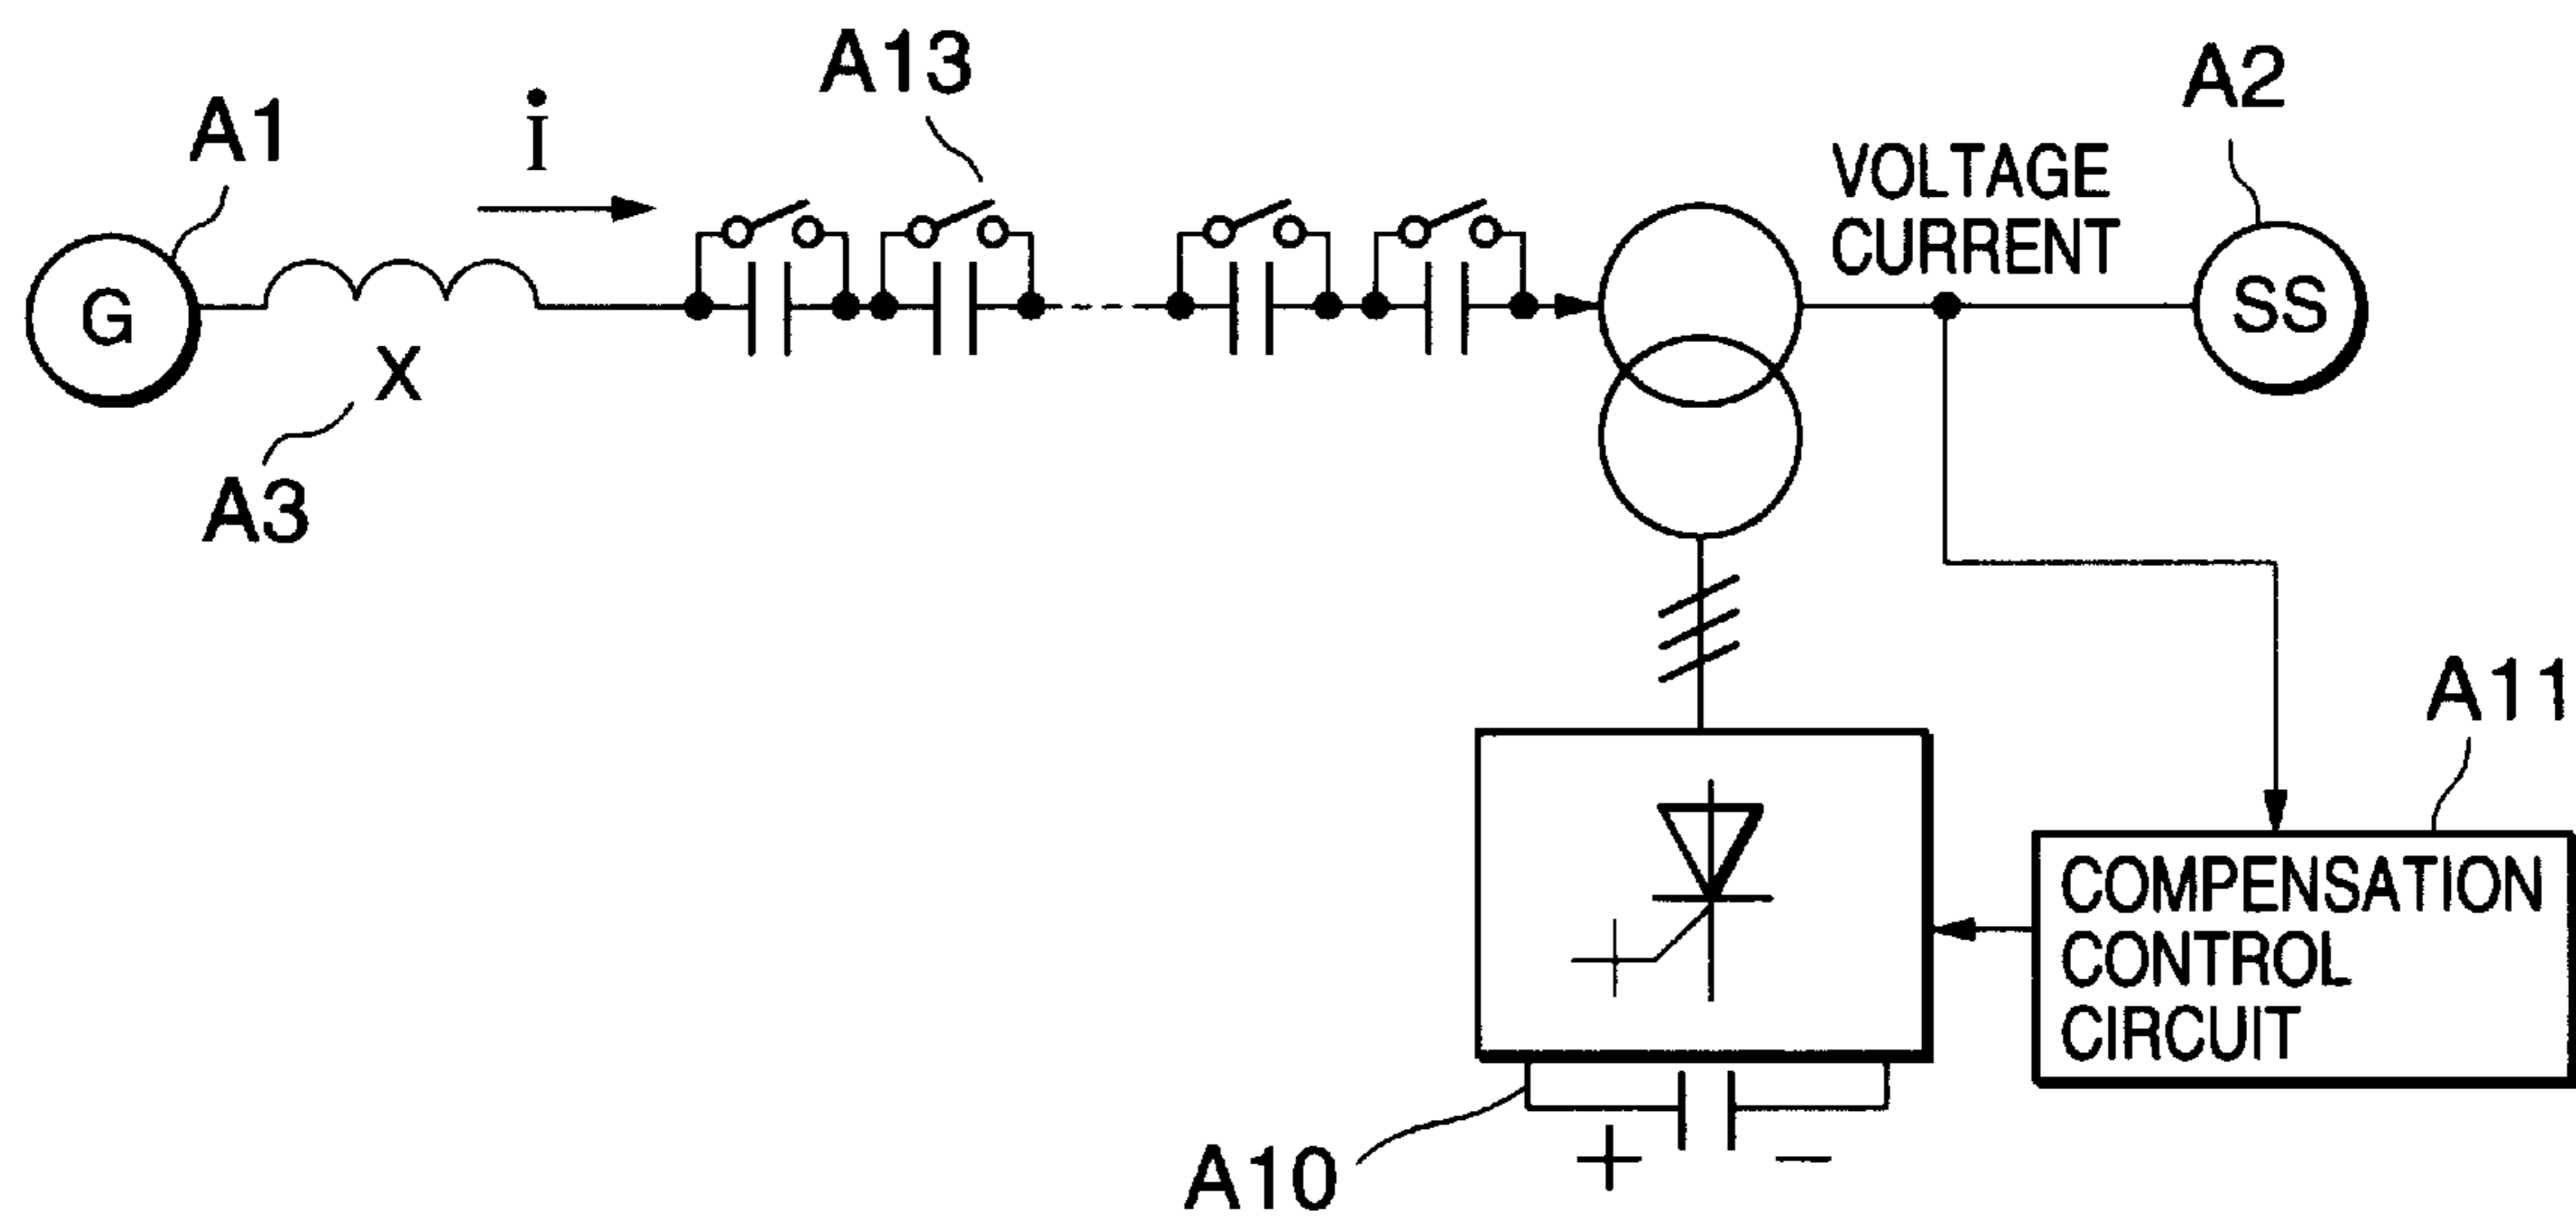 A13
A2
A1
İ
VOLTAGE
CURRENT
G
SS
X
A3
A11
COMPENSATION
CONTROL
CIRCUIT
A10
+ −